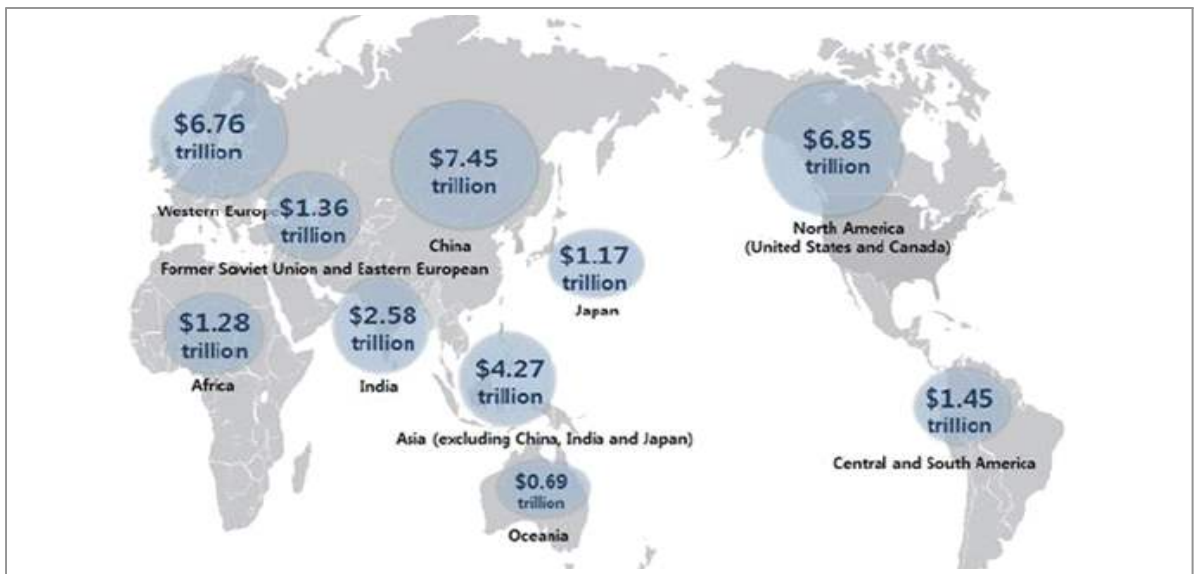 $6.76
trillion
Western Europe
$1.36
trillion
Former Soviet Union and Eastern European
$7.45
trillion
China
$1.17
trillion
Japan
$6.85
trillion
North America
(United States and Canada)
$1.28
trillion
Africa
$2.58
trillion
India
$4.27
trillion
Asia (excluding China, India and Japan)
$0.69
trillion
Oceania
$1.45
trillion
Central and South America